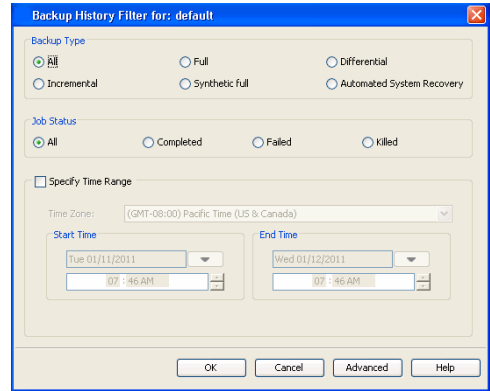 Backup History Filter for: default
Backup Type
All Full Differential
Incremental Synthetic full Automated System Recovery
Job Status
All Completed Failed Killed
Specify Time Range
Time Zone: (GMT-08:00) Pacific Time (US & Canada)
Start Time End Time
Tue 01/11/2011 Wed 01/12/2011
07 : 46 AM 07 : 46 AM
OK Cancel Advanced Help